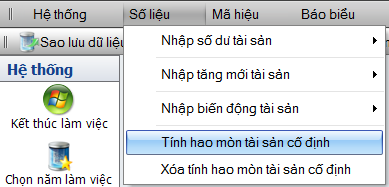 Hệ thống Số liệu Mã hiệu Báo biểu
Sao lưu dữ liệu
Nhập số dư tài sản
Nhập tăng mới tài sản
Nhập biến động tài sản
Tính hao mòn tài sản cố định
Xóa tính hao mòn tài sản cố định
Hệ thống
Kết thúc làm việc
Chọn năm làm việc